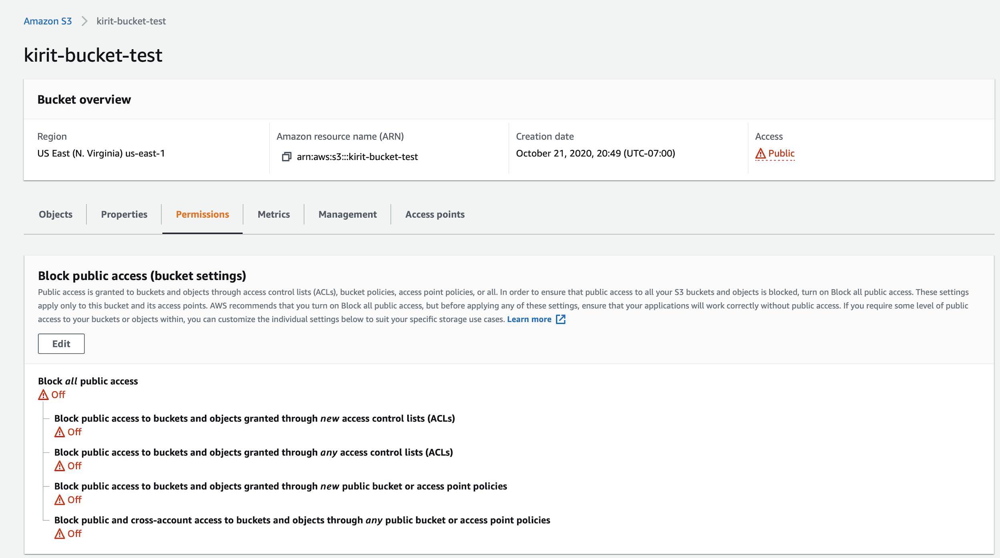 Amazon S3 > kirit-bucket-test
kirit-bucket-test
Bucket overview
Region
US East (N. Virginia) us-east-1
Amazon resource name (ARN)
arn:aws:s3:::kirit-bucket-test
Creation date
October 21, 2020, 20:49 (UTC-07:00)
Access
Public
Objects
Properties
Permissions
Metrics
Management
Access points
Block public access (bucket settings)
Public access is granted to buckets and objects through access control lists (ACLs), bucket policies, access point policies, or all. In order to ensure that public access to all your S3 buckets and objects is blocked, turn on Block all public access. These settings
apply only to this bucket and its access points. AWS recommends that you turn on Block all public access, but before applying any of these settings, ensure that your applications will work correctly without public access. If you require some level of public
access to your buckets or objects within, you can customize the individual settings below to suit your specific storage use cases. Learn more
Edit
Block all public access
Off
Block public access to buckets and objects granted through new access control lists (ACLs)
Off
Block public access to buckets and objects granted through any access control lists (ACLs)
Off
Block public access to buckets and objects granted through new public bucket or access point policies
Off
Block public and cross-account access to buckets and objects through any public bucket or access point policies
Off